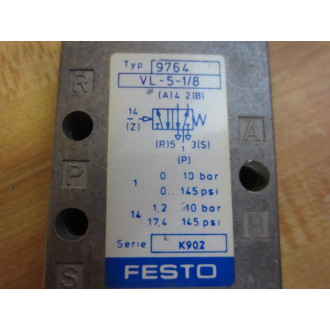 Typ 9764
VL-5-1/8
(A)4 2(B)
14
(Z)
(R)5 3(S)
1
(P)
1 0 10 bar
0...145 psi
14 1,2...10 bar
17,4 145 psi
Serie K902
FESTO
R
P
S
A